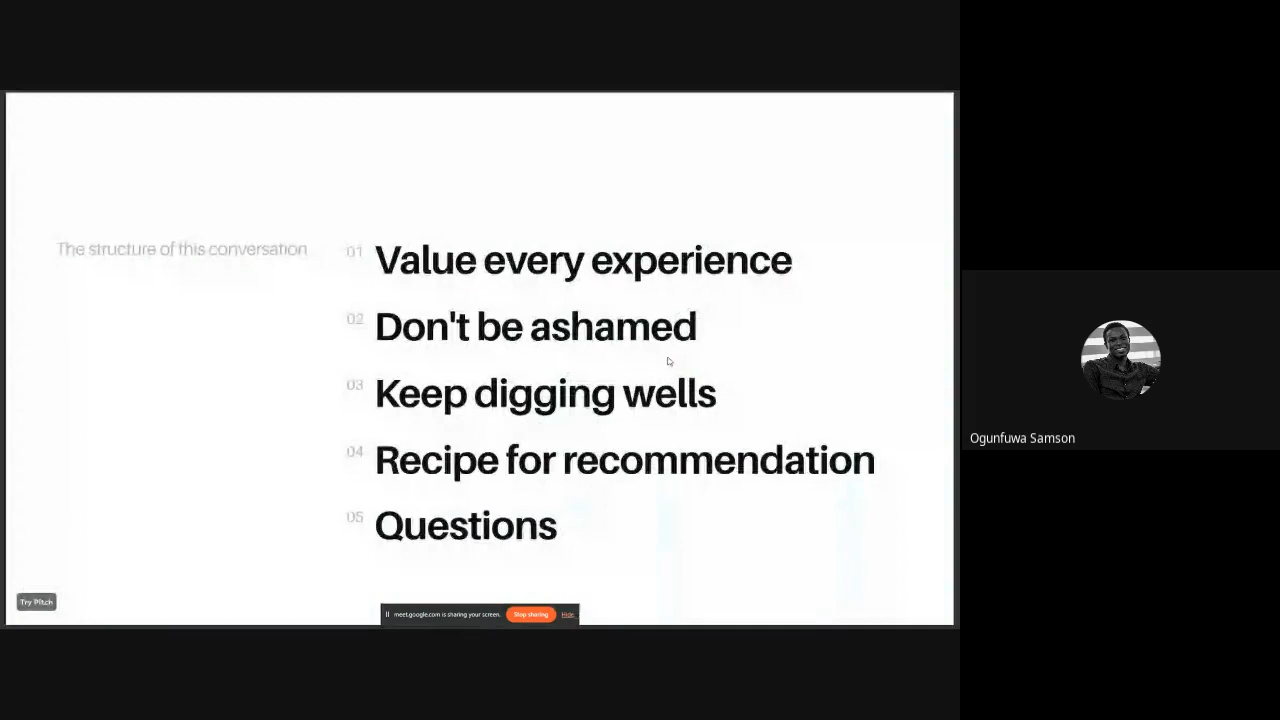 The structure of this conversation
01 Value every experience
02 Don't be ashamed
03 Keep digging wells
04 Recipe for recommendation
05 Questions
Try Pitch
meet.google.com is sharing your screen. Stop sharing Hide
Ogunfuwa Samson